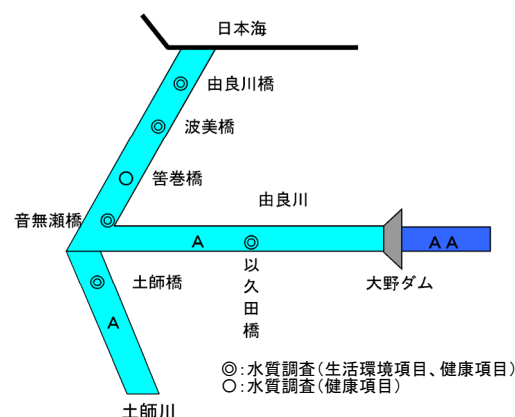 日本海
由良川橋
波美橋
筈巻橋
音無瀬橋
由良川
A
AA
以久田橋
大野ダム
土師橋
A
◎:水質調査(生活環境項目、健康項目)
○:水質調査(健康項目)
土師川